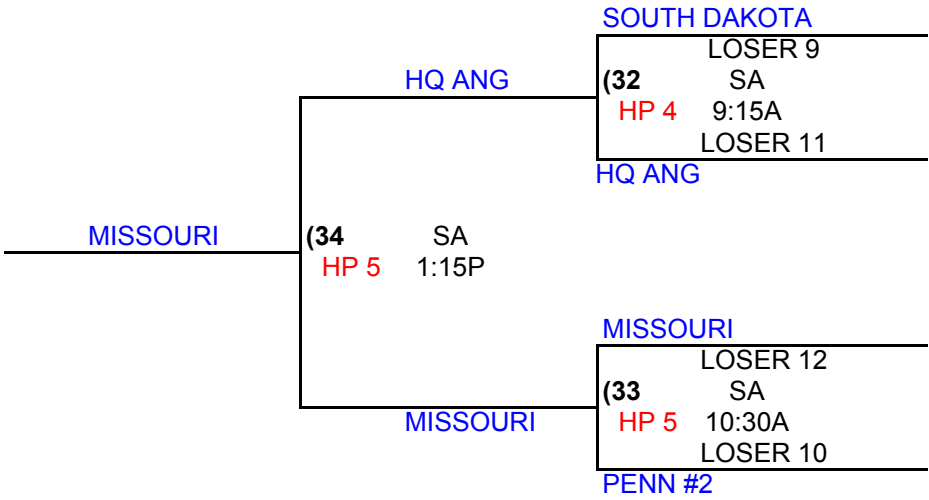 SOUTH DAKOTA
LOSER 9
HQ ANG
(32 SA
HP 4 9:15A
LOSER 11
HQ ANG
MISSOURI
(34 SA
HP 5 1:15P
MISSOURI
LOSER 12
(33 SA
MISSOURI
HP 5 10:30A
LOSER 10
PENN #2